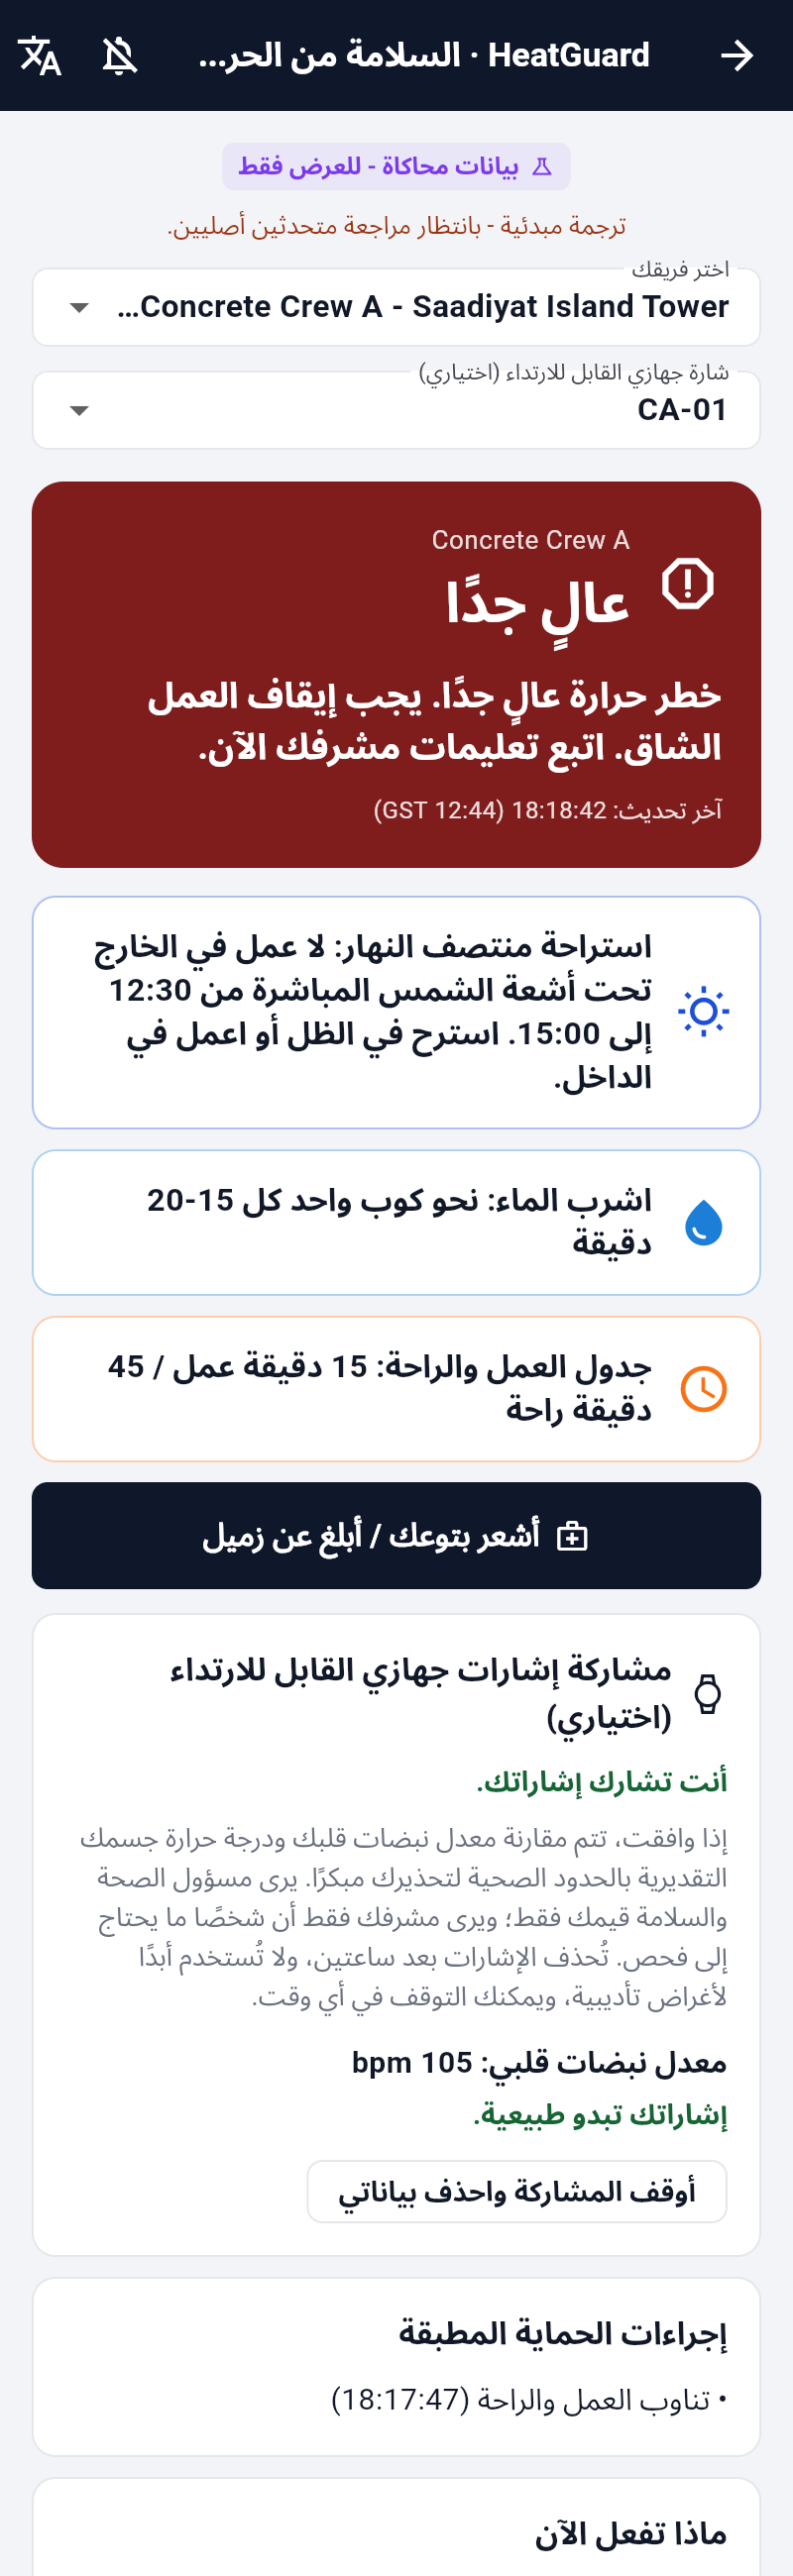 HeatGuard · السلامة من الحر...
بيانات محاكاة - للعرض فقط
ترجمة مبدئية - بانتظار مراجعة متحدثين أصليين.
اختر فريقك
Concrete Crew A - Saadiyat Island Tower...
شارة جهازي القابل للارتداء (اختياري)
CA-01
Concrete Crew A
عالٍ جدًا
خطر حرارة عالٍ جدًا. يجب إيقاف العمل
الشاق. اتبع تعليمات مشرفك الآن.
آخر تحديث: 18:18:42 (12:44 GST)
استراحة منتصف النهار: لا عمل في الخارج
تحت أشعة الشمس المباشرة من 12:30
إلى 15:00. استرح في الظل أو اعمل في
الداخل.
اشرب الماء: نحو كوب واحد كل 15-20
دقيقة
جدول العمل والراحة: 15 دقيقة عمل / 45
دقيقة راحة
أشعر بتوعك / أبلغ عن زميل
مشاركة إشارات جهازي القابل للارتداء
(اختياري)
أنت تشارك إشاراتك.
إذا وافقت، تتم مقارنة معدل نبضات قلبك ودرجة حرارة جسمك
التقديرية بالحدود الصحية لتحذيرك مبكرًا. يرى مسؤول الصحة
والسلامة قيمك فقط؛ ويرى مشرفك فقط أن شخصًا ما يحتاج
إلى فحص. تُحذف الإشارات بعد ساعتين، ولا تُستخدم أبدًا
لأغراض تأديبية، ويمكنك التوقف في أي وقت.
معدل نبضات قلبي: 105 bpm
إشاراتك تبدو طبيعية.
أوقف المشاركة واحذف بياناتي
إجراءات الحماية المطبقة
• تناوب العمل والراحة (18:17:47)
ماذا تفعل الآن